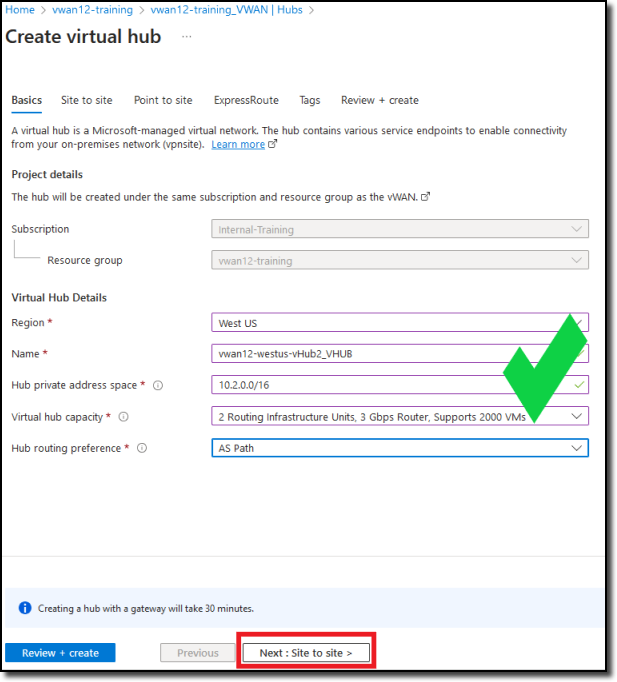 Home > vwan12-training > vwan12-training_VWAN | Hubs >
Create virtual hub ...
Basics Site to site Point to site ExpressRoute Tags Review + create
A virtual hub is a Microsoft-managed virtual network. The hub contains various service endpoints to enable connectivity
from your on-premises network (vpnsite). Learn more
Project details
The hub will be created under the same subscription and resource group as the vWAN.
Subscription Internal-Training
Resource group vwan12-training
Virtual Hub Details
Region * West US
Name * vwan12-westus-vHub2_VHUB
Hub private address space * 10.2.0.0/16
Virtual hub capacity * 2 Routing Infrastructure Units, 3 Gbps Router, Supports 2000 VMs
Hub routing preference * AS Path
Creating a hub with a gateway will take 30 minutes.
Review + create Previous Next : Site to site >